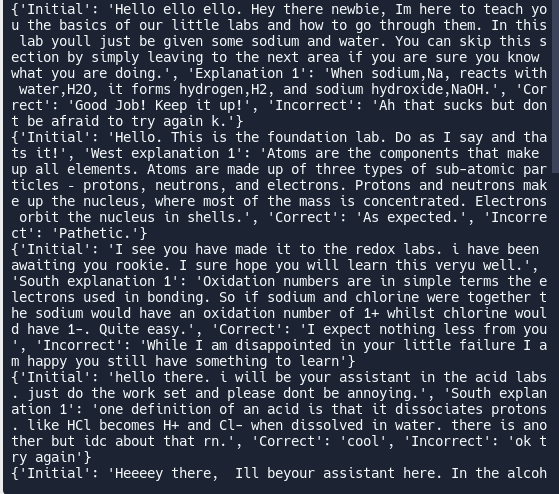 {'Initial': 'Hello ello ello. Hey there newbie, Im here to teach yo
u the basics of our little labs and how to go through them. In this
 lab youll just be given some sodium and water. You can skip this s
ection by simply leaving to the next area if you are sure you know
what you are doing.', 'Explanation 1': 'When sodium,Na, reacts with
 water,H2O, it forms hydrogen,H2, and sodium hydroxide,NaOH.', 'Cor
rect': 'Good Job! Keep it up!', 'Incorrect': 'Ah that sucks but don
t be afraid to try again k.'}
{'Initial': 'Hello. This is the foundation lab. Do as I say and tha
ts it!', 'West explanation 1': 'Atoms are the components that make
up all elements. Atoms are made up of three types of sub-atomic par
ticles - protons, neutrons, and electrons. Protons and neutrons mak
e up the nucleus, where most of the mass is concentrated. Electrons
 orbit the nucleus in shells.', 'Correct': 'As expected.', 'Incorre
ct': 'Pathetic.'}
{'Initial': 'I see you have made it to the redox labs. i have been
awaiting you rookie. I sure hope you will learn this veryu well.',
'South explanation 1': 'Oxidation numbers are in simple terms the e
lectrons used in bonding. So if sodium and chlorine were together t
he sodium would have an oxidation number of 1+ whilst chlorine woul
d have 1-. Quite easy.', 'Correct': 'I expect nothing less from you
', 'Incorrect': 'While I am disappointed in your little failure I a
m happy you still have something to learn'}
{'Initial': 'hello there. i will be your assistant in the acid labs
. just do the work set and please dont be annoying.', 'South explan
ation 1': 'one definition of an acid is that it dissociates protons
. like HCl becomes H+ and Cl- when dissolved in water. there is ano
ther but idc about that rn.', 'Correct': 'cool', 'Incorrect': 'ok t
ry again'}
{'Initial': 'Heeeey there,  Ill beyour assistant here. In the alcoh